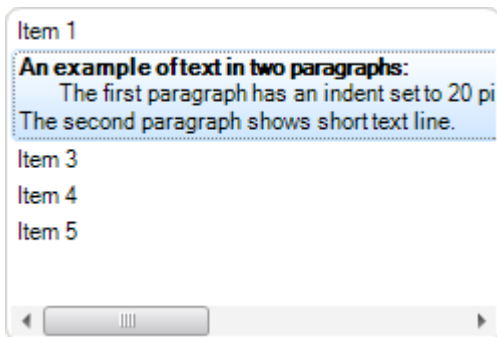 Item 1
An example of text in two paragraphs:
The first paragraph has an indent set to 20 pi
The second paragraph shows short text line.
Item 3
Item 4
Item 5